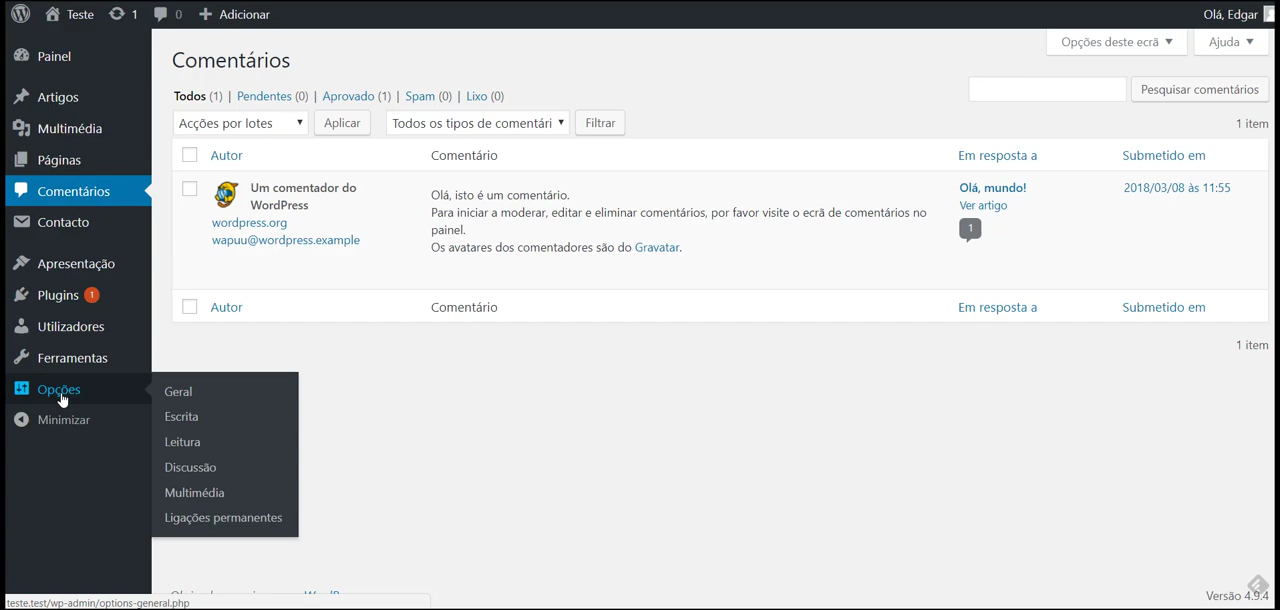 Teste 1 0 + Adicionar Olá, Edgar
Opções deste ecrã ▼ Ajuda ▼
Painel
Artigos
Multimédia
Páginas
Comentários
Contacto
Apresentação
Plugins 1
Utilizadores
Ferramentas
Opções
Minimizar
Comentários
Todos (1) | Pendentes (0) | Aprovado (1) | Spam (0) | Lixo (0)
Pesquisar comentários
Acções por lotes ▼ Aplicar Todos os tipos de comentári ▼ Filtrar
1 item
Autor Comentário Em resposta a Submetido em
Um comentador do
WordPress
wordpress.org
wapuu@wordpress.example
Olá, isto é um comentário.
Para iniciar a moderar, editar e eliminar comentários, por favor visite o ecrã de comentários no
painel.
Os avatares dos comentadores são do Gravatar.
Olá, mundo!
Ver artigo
1
2018/03/08 às 11:55
Autor Comentário Em resposta a Submetido em
1 item
Geral
Escrita
Leitura
Discussão
Multimédia
Ligações permanentes
Versão 4.9.4
teste.test/wp-admin/options-general.php